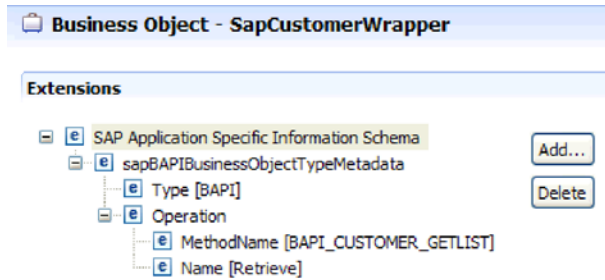 Business Object - SapCustomerWrapper
Extensions
e SAP Application Specific Information Schema
Add...
e sapBAPIBusinessObjectTypeMetadata
e Type [BAPI]
Delete
e Operation
e MethodName [BAPI_CUSTOMER_GETLIST]
e Name [Retrieve]